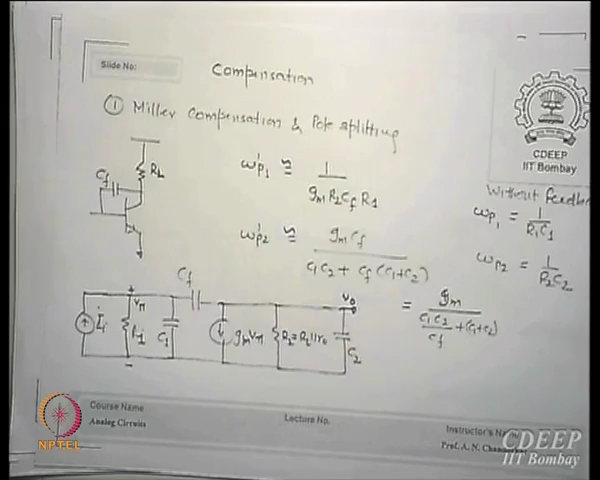 Slide No:
Compensation
① Miller Compensation & Pole splitting
CDEEP
IIT Bombay
RL
Cf
ω'p1 ≅ 1 / gm R2 Cf R1
Without Feedback
ωp1 = 1 / R1C1
ω'p2 ≅ gm Cf / C1C2 + Cf (C1+C2)
ωp2 = 1 / R2C2
= gm / C1C2/Cf + (C1+C2)
Cf
Vπ
Vo
Ii
R1
C1
gmVπ
R2=RL||ro
C2
+
-
NPTEL
Course Name
Analog Circuits
Lecture No.
Instructor's Name
Prof. A. N. Chandorkar
CDEEP
IIT Bombay